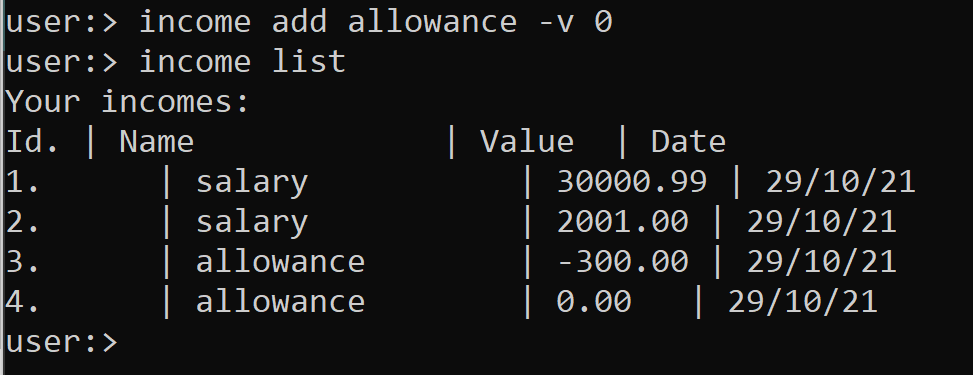 user:> income add allowance -v 0
user:> income list
Your incomes:
Id. | Name             | Value  | Date
1.      | salary           | 30000.99 | 29/10/21
2.      | salary           | 2001.00 | 29/10/21
3.      | allowance        | -300.00 | 29/10/21
4.      | allowance        | 0.00   | 29/10/21
user:>